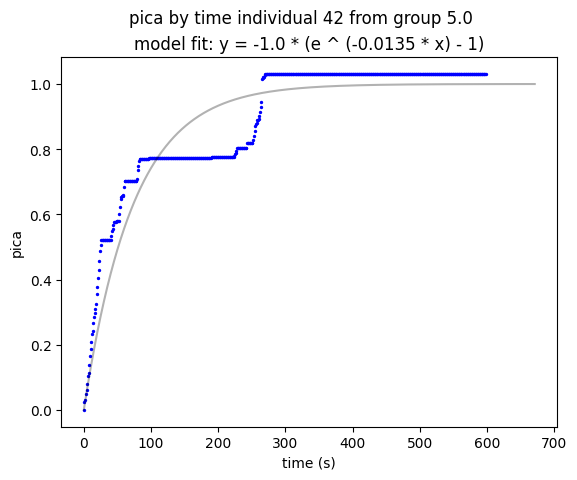 pica by time individual 42 from group 5.0
model fit: y = -1.0 * (e ^ (-0.0135 * x) - 1)
1.0
0.8
0.6
0.4
0.2
0.0
pica
0 100 200 300 400 500 600 700
time (s)